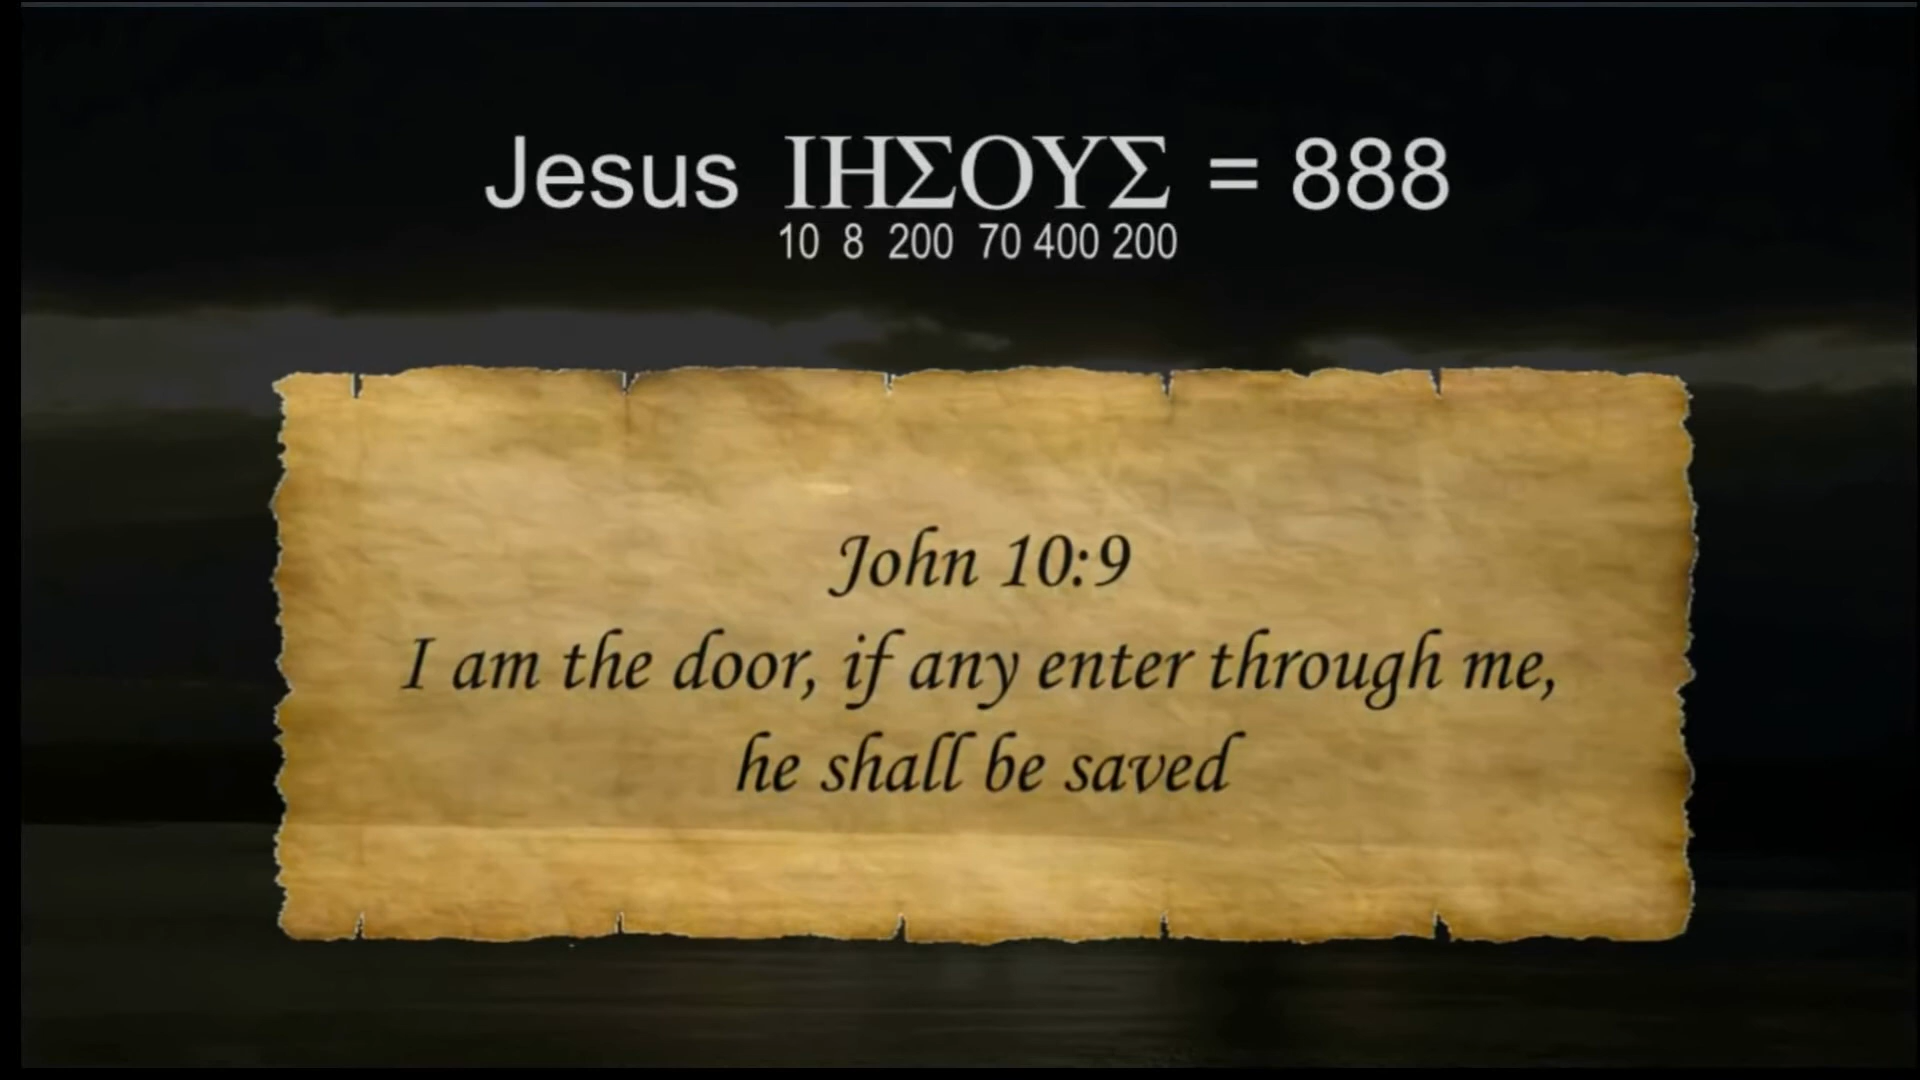 Jesus ΙΗΣΟΥΣ = 888
10 8 200 70 400 200
John 10:9
I am the door, if any enter through me,
he shall be saved